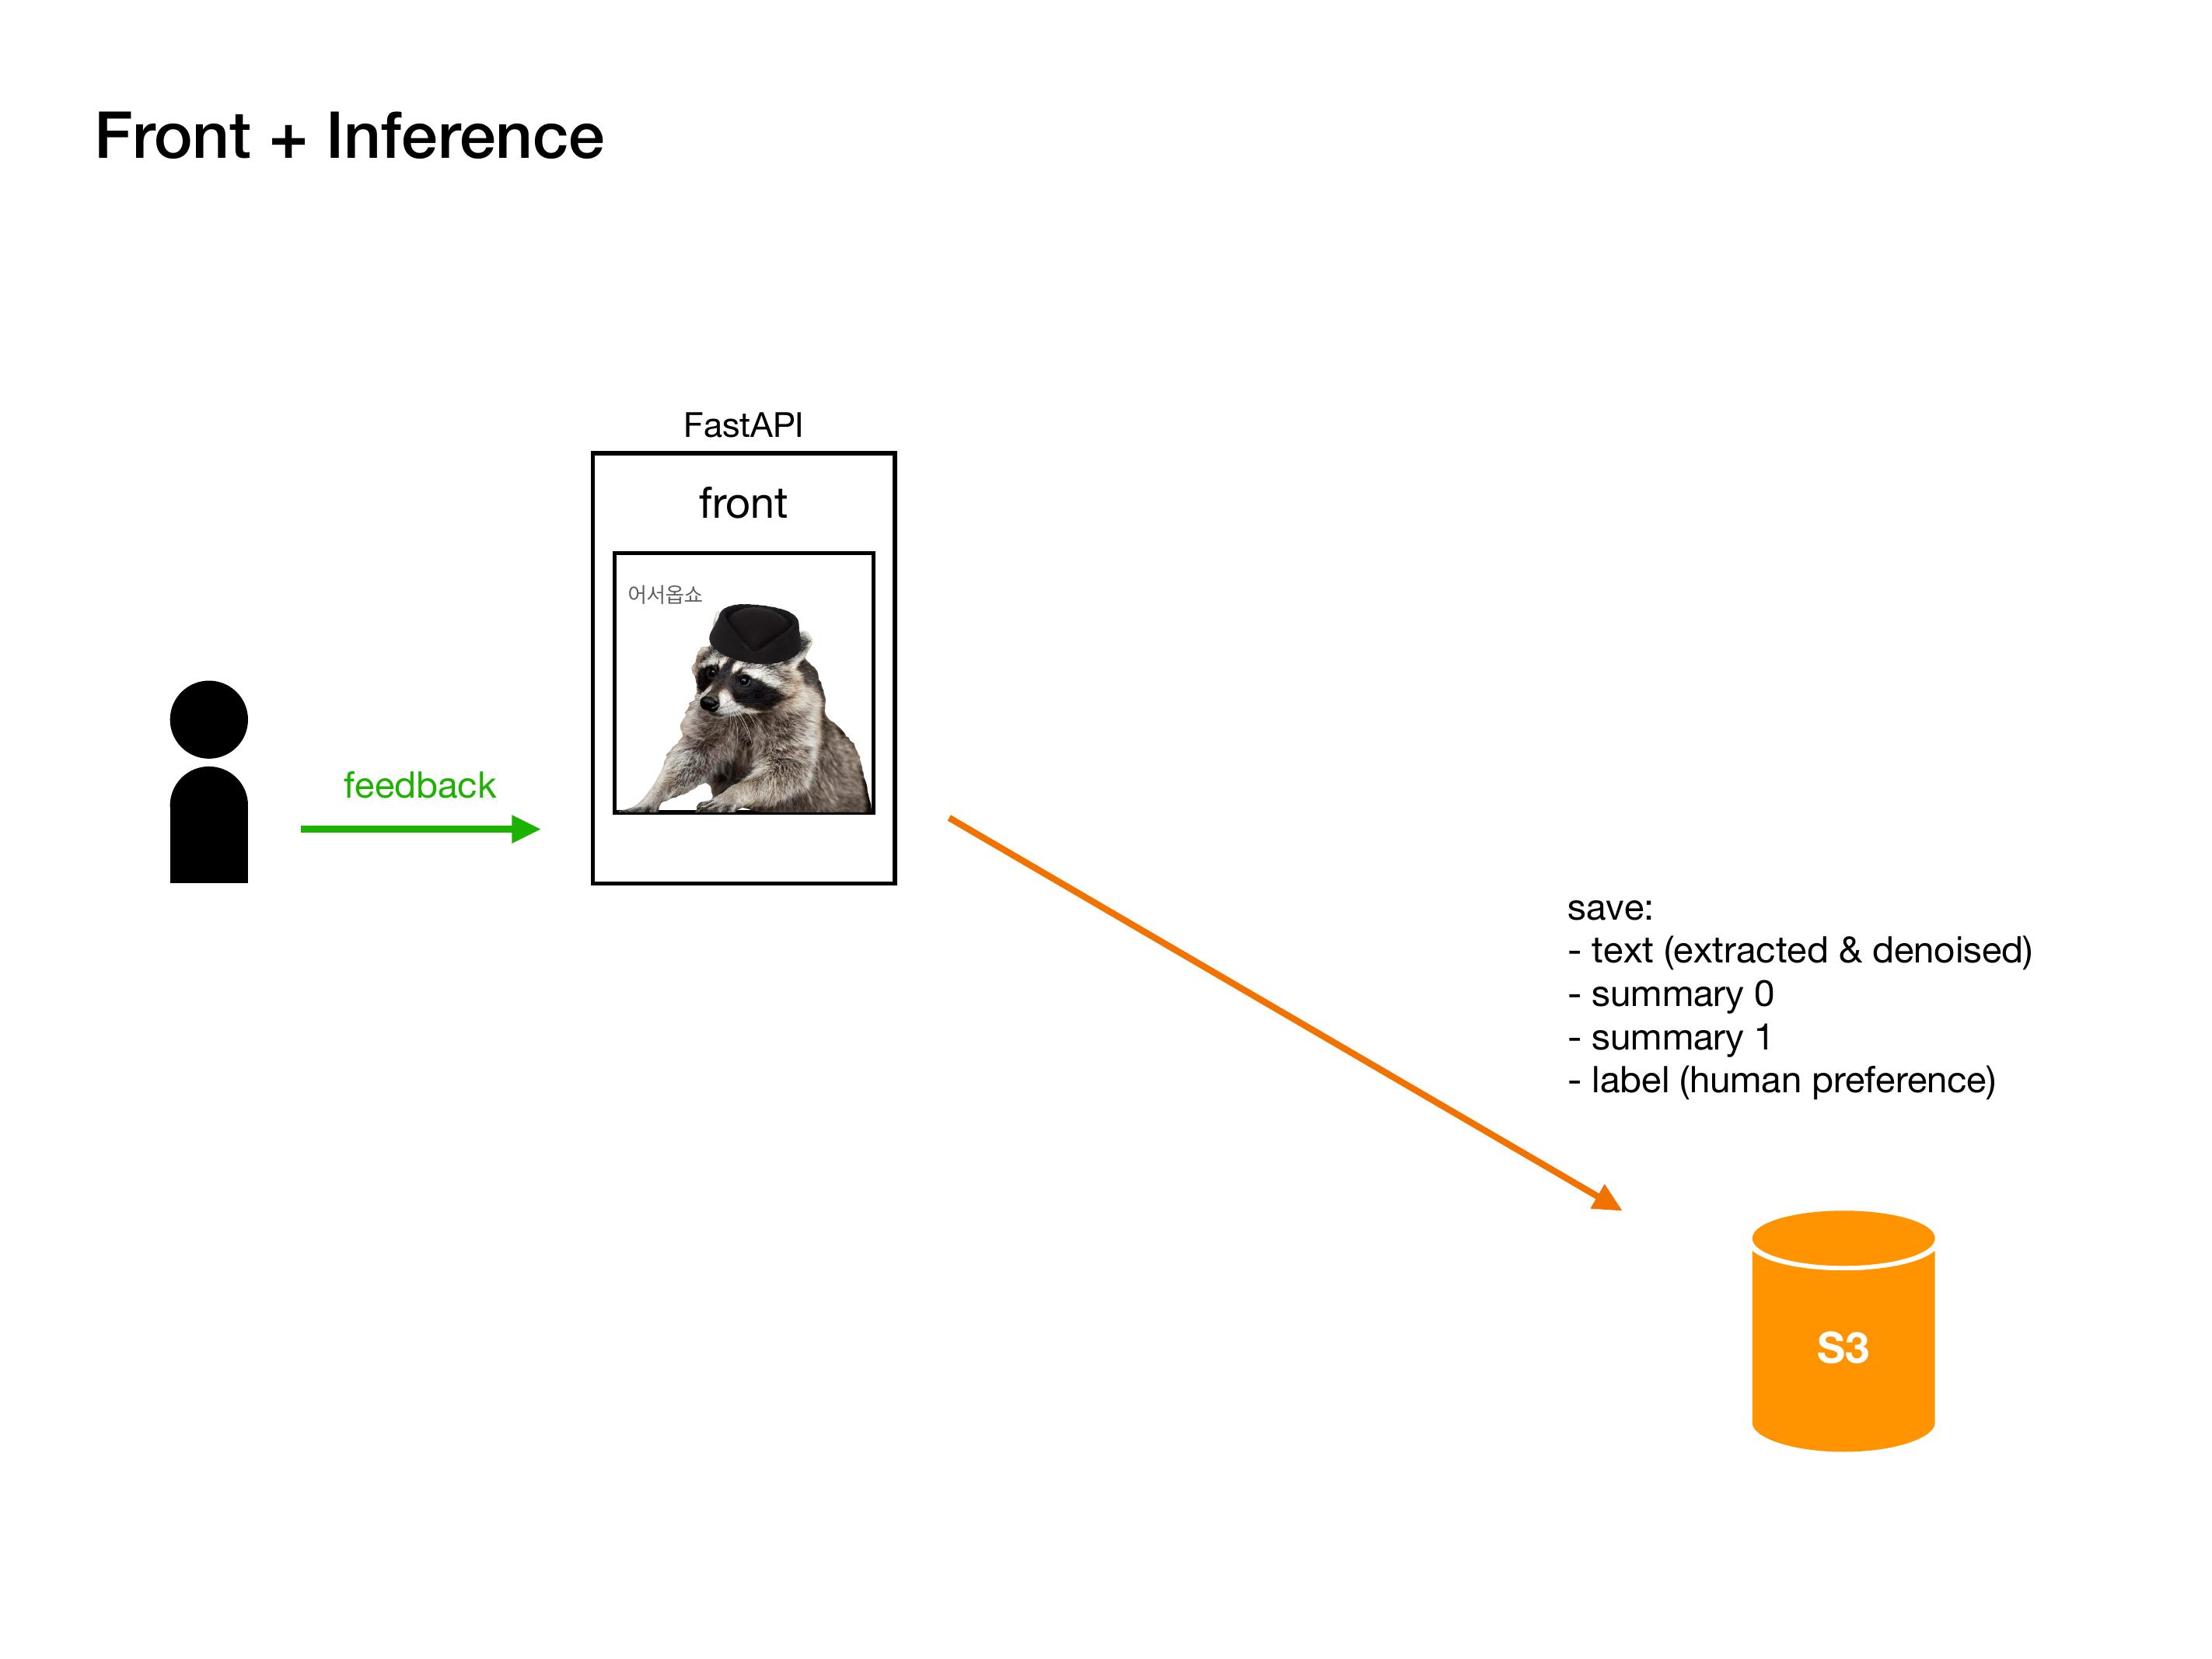 Front + Inference
FastAPI
front
어서옵쇼
feedback
save:
- text (extracted & denoised)
- summary 0
- summary 1
- label (human preference)
S3